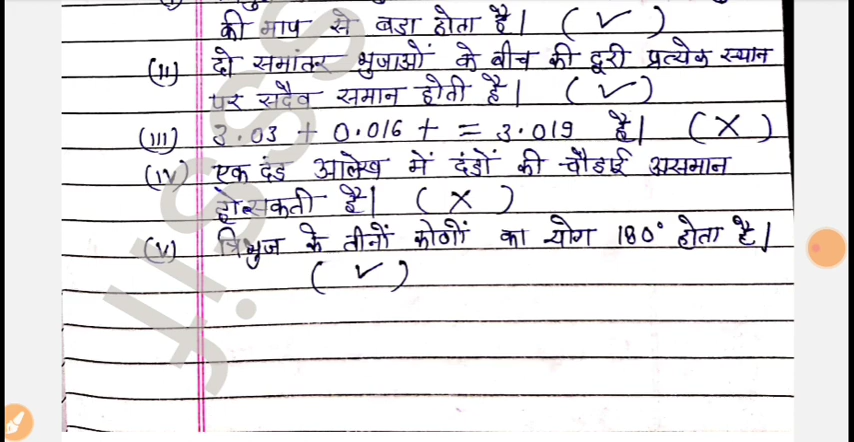 की माप से बडा होता है। (✓)
(ii) दो समांतर भुजाओं के बीच की दूरी प्रत्येक स्थान
पर सदैव समान होती है। (✓)
(iii) 3.03 + 0.016 + = 3.019 है। (X)
(iv) एक दंड आलेख में दंडों की चौडाई असमान
हो सकती है। (X)
(v) त्रिभुज के तीनों कोणों का योग 180° होता है।
(✓)